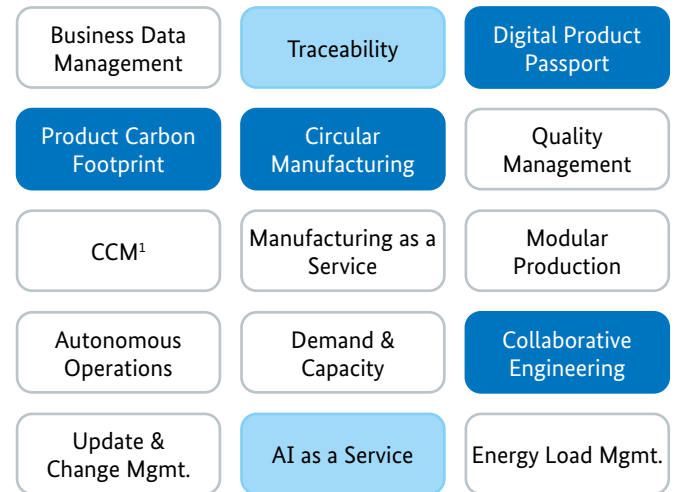 Business Data
Management
Traceability
Digital Product
Passport
Product Carbon
Footprint
Circular
Manufacturing
Quality
Management
CCM¹
Manufacturing as a
Service
Modular
Production
Autonomous
Operations
Demand &
Capacity
Collaborative
Engineering
Update &
Change Mgmt.
AI as a Service
Energy Load Mgmt.